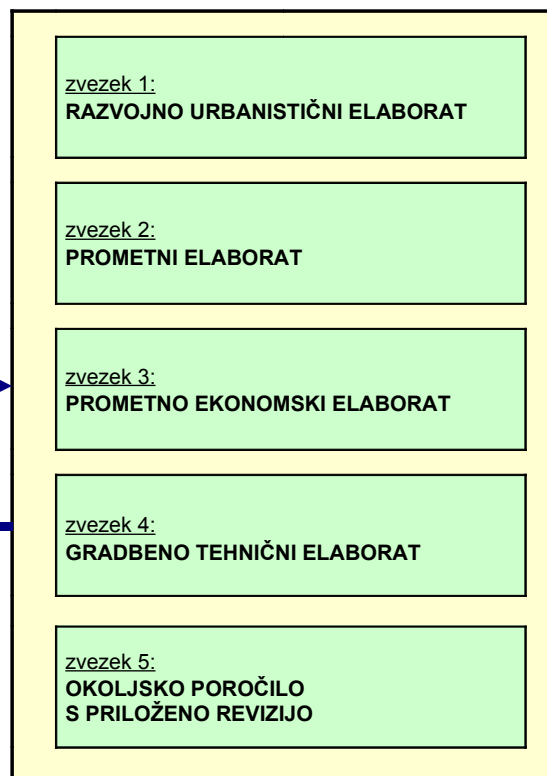 zvezek 1:
RAZVOJNO URBANISTIČNI ELABORAT
zvezek 2:
PROMETNI ELABORAT
zvezek 3:
PROMETNO EKONOMSKI ELABORAT
zvezek 4:
GRADBENO TEHNIČNI ELABORAT
zvezek 5:
OKOLJSKO POROČILO
S PRILOŽENO REVIZIJO